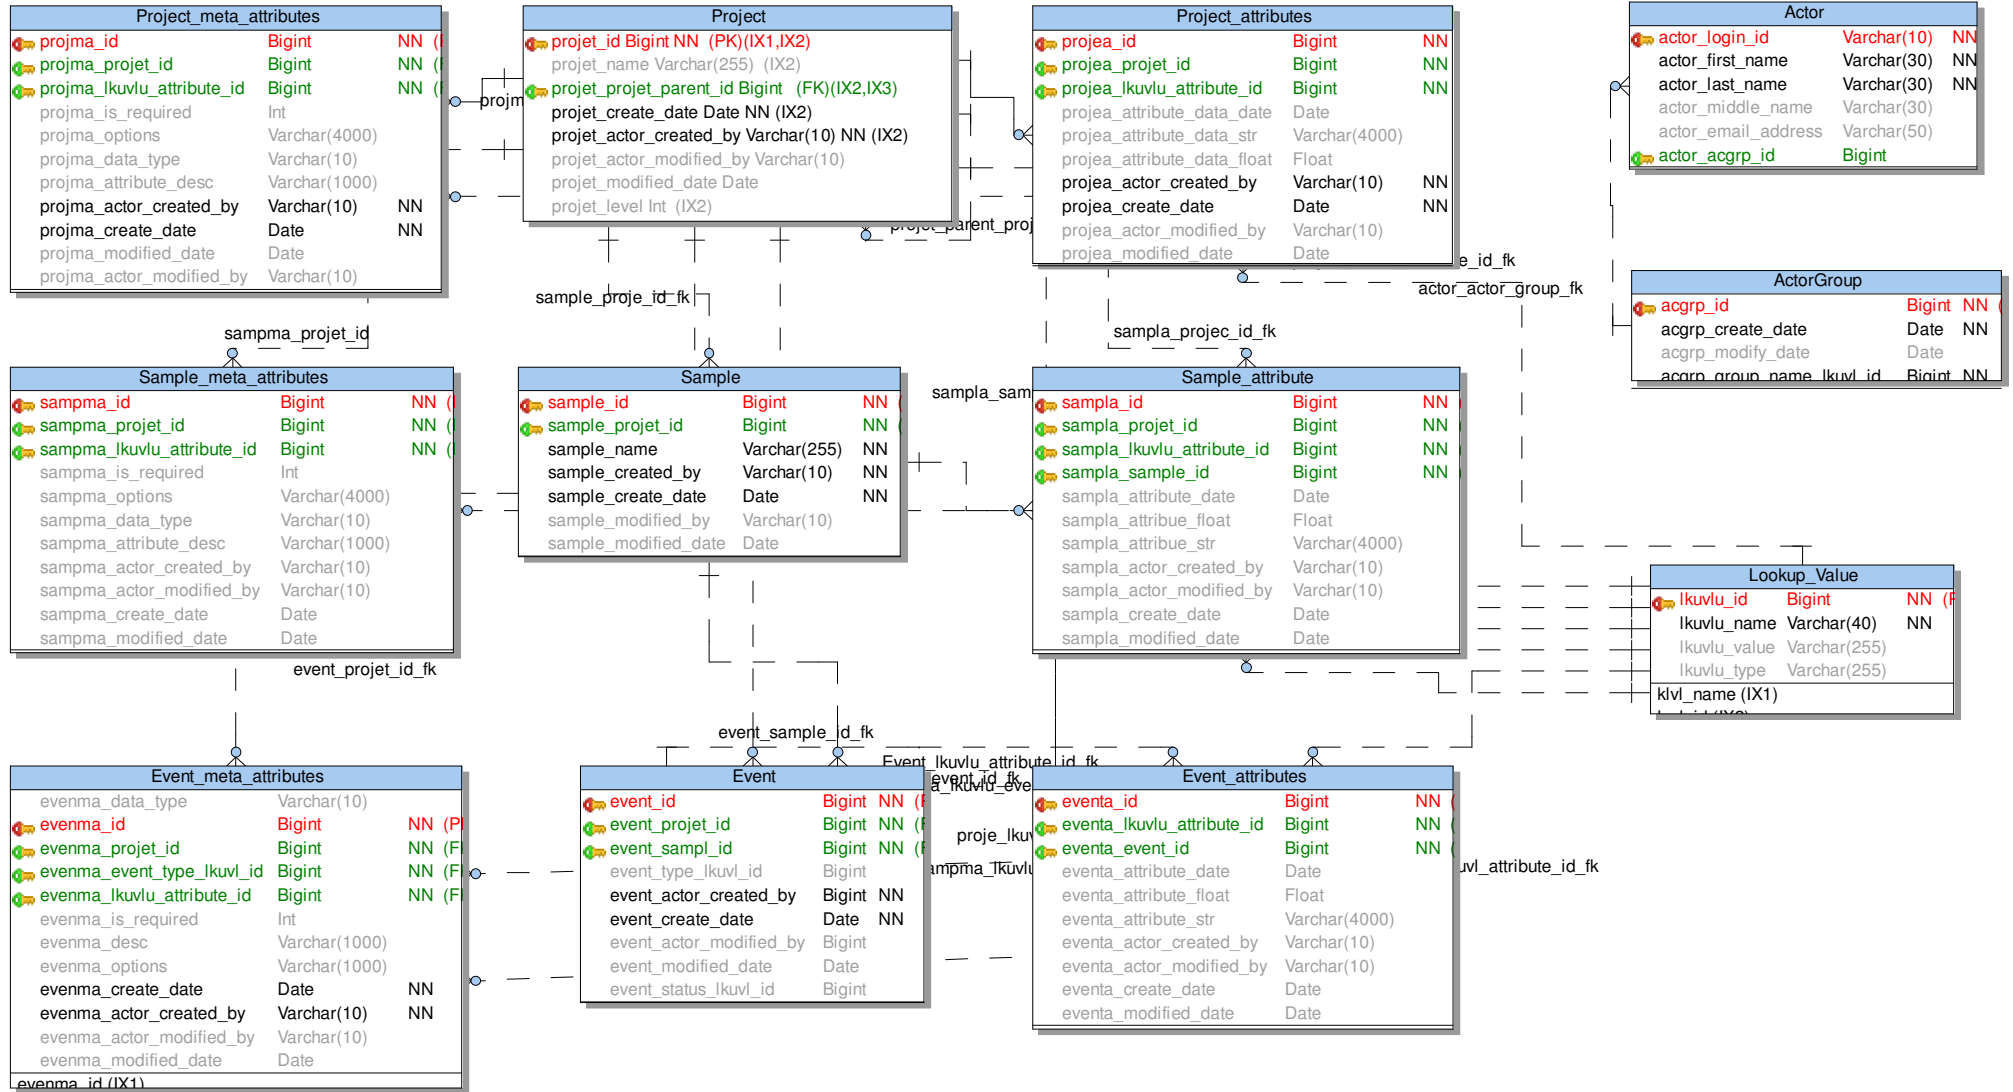 Project_meta_attributes
projma_id Bigint NN
projma_projet_id Bigint NN
projma_lkuvlu_attribute_id Bigint NN
projma_is_required Int
projma_options Varchar(4000)
projma_data_type Varchar(10)
projma_attribute_desc Varchar(1000)
projma_actor_created_by Varchar(10) NN
projma_create_date Date NN
projma_modified_date Date
projma_actor_modified_by Varchar(10)
Project
projet_id Bigint NN (PK)(IX1,IX2)
projet_name Varchar(255) (IX2)
projet_projet_parent_id Bigint (FK)(IX2,IX3)
projet_create_date Date NN (IX2)
projet_actor_created_by Varchar(10) NN (IX2)
projet_actor_modified_by Varchar(10)
projet_modified_date Date
projet_level Int (IX2)
Project_attributes
projea_id Bigint NN
projea_projet_id Bigint NN
projea_lkuvlu_attribute_id Bigint NN
projea_attribute_data_date Date
projea_attribute_data_str Varchar(4000)
projea_attribute_data_float Float
projea_actor_created_by Varchar(10) NN
projea_create_date Date NN
projea_actor_modified_by Varchar(10)
projea_modified_date Date
Actor
actor_login_id Varchar(10) NN
actor_first_name Varchar(30) NN
actor_last_name Varchar(30) NN
actor_middle_name Varchar(30)
actor_email_address Varchar(50)
actor_acgrp_id Bigint
projm
projet_parent_proj
e_id_fk
actor_actor_group_fk
ActorGroup
acgrp_id Bigint NN (
acgrp_create_date Date NN
acgrp_modify_date Date
acgrp_group_name_lkuvl_id Bigint NN
sample_proje_id_fk
sampma_projet_id
sampla_projec_id_fk
Sample_meta_attributes
sampma_id Bigint NN
sampma_projet_id Bigint NN
sampma_lkuvlu_attribute_id Bigint NN
sampma_is_required Int
sampma_options Varchar(4000)
sampma_data_type Varchar(10)
sampma_attribute_desc Varchar(1000)
sampma_actor_created_by Varchar(10)
sampma_actor_modified_by Varchar(10)
sampma_create_date Date
sampma_modified_date Date
Sample
sample_id Bigint NN (
sample_projet_id Bigint NN (
sample_name Varchar(255) NN
sample_created_by Varchar(10) NN
sample_create_date Date NN
sample_modified_by Varchar(10)
sample_modified_date Date
sampla_sam
Sample_attribute
sampla_id Bigint NN
sampla_projet_id Bigint NN
sampla_lkuvlu_attribute_id Bigint NN
sampla_sample_id Bigint NN
sampla_attribute_date Date
sampla_attribue_float Float
sampla_attribue_str Varchar(4000)
sampla_actor_created_by Varchar(10)
sampla_actor_modified_by Varchar(10)
sampla_create_date Date
sampla_modified_date Date
Lookup_Value
lkuvlu_id Bigint NN (P
lkuvlu_name Varchar(40) NN
lkuvlu_value Varchar(255)
lkuvlu_type Varchar(255)
klvl_name (IX1)
event_projet_id_fk
event_sample_id_fk
Event_lkuvlu_attribute_id_fk
event_id_fk
a_lkuvlu_eve
proje_lkuv
ampma_lkuvlu
uvl_attribute_id_fk
Event_meta_attributes
evenma_data_type Varchar(10)
evenma_id Bigint NN (P
evenma_projet_id Bigint NN (F
evenma_event_type_lkuvl_id Bigint NN (F
evenma_lkuvlu_attribute_id Bigint NN (F
evenma_is_required Int
evenma_desc Varchar(1000)
evenma_options Varchar(1000)
evenma_create_date Date NN
evenma_actor_created_by Varchar(10) NN
evenma_actor_modified_by Varchar(10)
evenma_modified_date Date
evenma_id (IX1)
Event
event_id Bigint NN
event_projet_id Bigint NN
event_sampl_id Bigint NN
event_type_lkuvl_id Bigint
event_actor_created_by Bigint NN
event_create_date Date NN
event_actor_modified_by Bigint
event_modified_date Date
event_status_lkuvl_id Bigint
Event_attributes
eventa_id Bigint NN (
eventa_lkuvlu_attribute_id Bigint NN (
eventa_event_id Bigint NN (
eventa_attribute_date Date
eventa_attribute_float Float
eventa_attribute_str Varchar(4000)
eventa_actor_created_by Varchar(10)
eventa_actor_modified_by Varchar(10)
eventa_create_date Date
eventa_modified_date Date